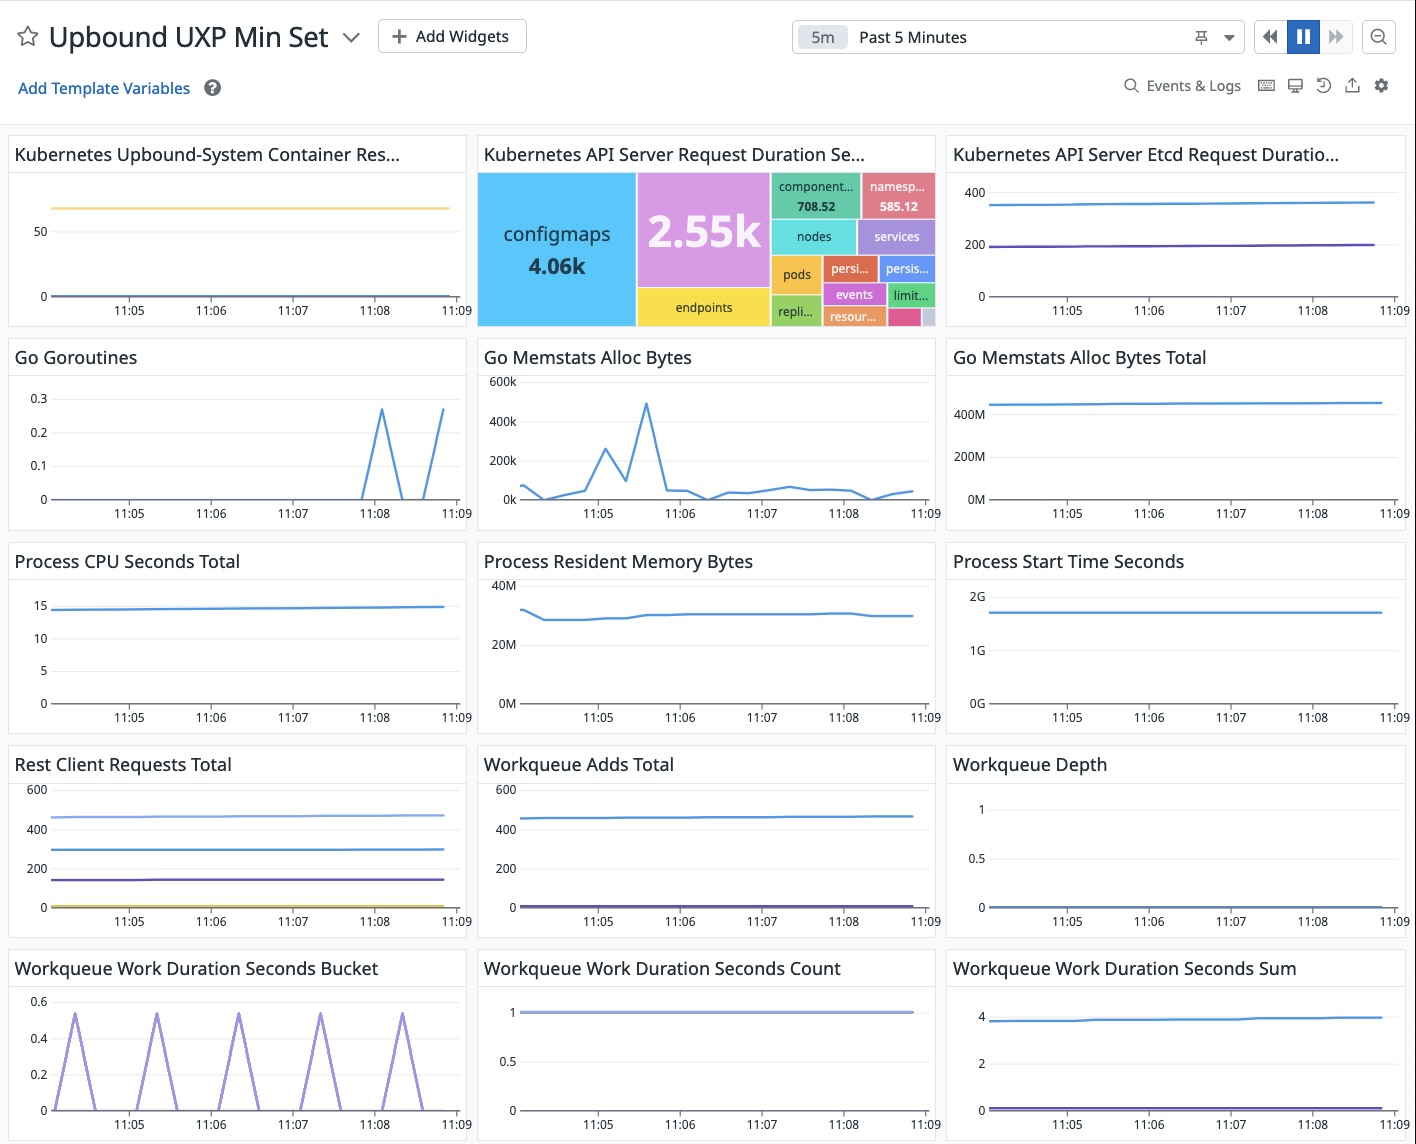 Upbound UXP Min Set
Add Widgets
5m Past 5 Minutes
Add Template Variables ?
Events & Logs
Kubernetes Upbound-System Container Res...
50
0
11:05 11:06 11:07 11:08 11:09
Kubernetes API Server Request Duration Se...
configmaps
4.06k
2.55k
endpoints
component...
708.52
namesp...
585.12
nodes
services
pods
persi...
persis...
events
limit...
repli...
resour...
Kubernetes API Server Etcd Request Duratio...
400
200
0
11:05 11:06 11:07 11:08 11:09
Go Goroutines
0.3
0.2
0.1
0
11:05 11:06 11:07 11:08 11:09
Go Memstats Alloc Bytes
600k
400k
200k
0k
11:05 11:06 11:07 11:08 11:09
Go Memstats Alloc Bytes Total
400M
200M
0M
11:05 11:06 11:07 11:08 11:09
Process CPU Seconds Total
15
10
5
0
11:05 11:06 11:07 11:08 11:09
Process Resident Memory Bytes
40M
20M
0M
11:05 11:06 11:07 11:08 11:09
Process Start Time Seconds
2G
1G
0G
11:05 11:06 11:07 11:08 11:09
Rest Client Requests Total
600
400
200
0
11:05 11:06 11:07 11:08 11:09
Workqueue Adds Total
600
400
200
0
11:05 11:06 11:07 11:08 11:09
Workqueue Depth
1
0.5
0
11:05 11:06 11:07 11:08 11:09
Workqueue Work Duration Seconds Bucket
0.6
0.4
0.2
0
11:05 11:06 11:07 11:08 11:09
Workqueue Work Duration Seconds Count
1
0.5
0
11:05 11:06 11:07 11:08 11:09
Workqueue Work Duration Seconds Sum
4
2
0
11:05 11:06 11:07 11:08 11:09